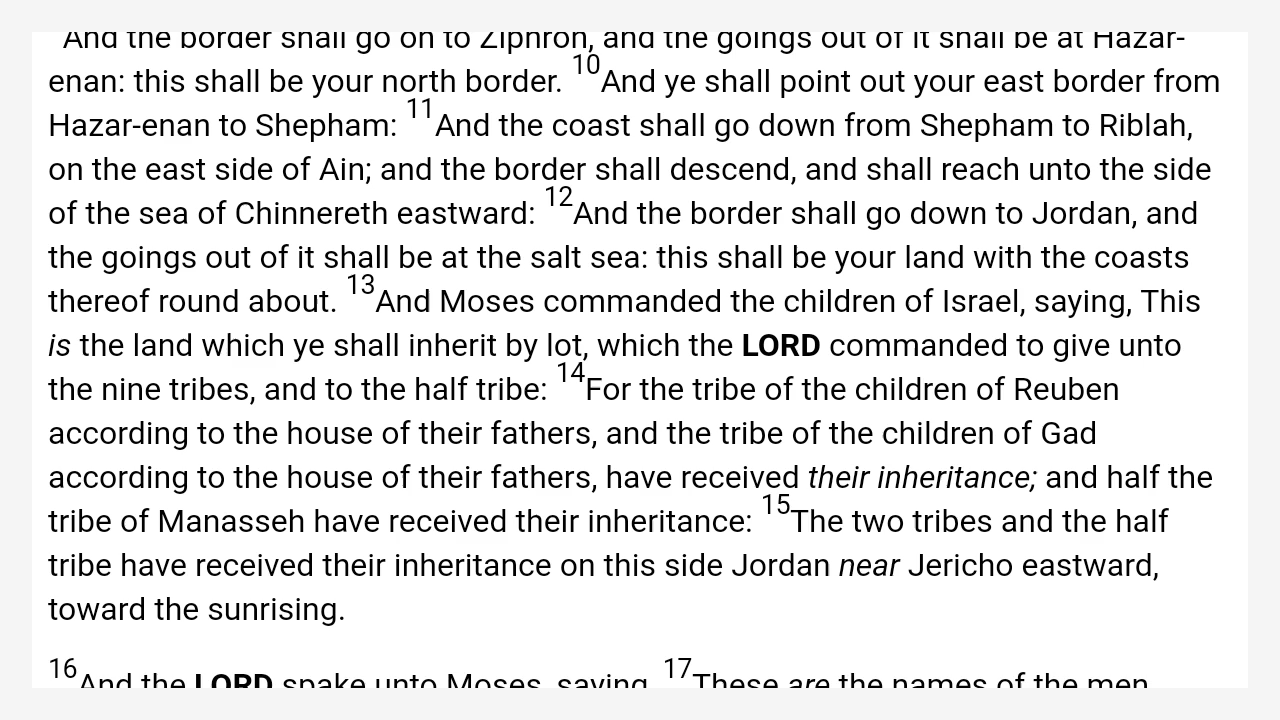 And the border shall go on to Ziphron, and the goings out of it shall be at Hazar-
enan: this shall be your north border. 10And ye shall point out your east border from
Hazar-enan to Shepham: 11And the coast shall go down from Shepham to Riblah,
on the east side of Ain; and the border shall descend, and shall reach unto the side
of the sea of Chinnereth eastward: 12And the border shall go down to Jordan, and
the goings out of it shall be at the salt sea: this shall be your land with the coasts
thereof round about. 13And Moses commanded the children of Israel, saying, This
is the land which ye shall inherit by lot, which the LORD commanded to give unto
the nine tribes, and to the half tribe: 14For the tribe of the children of Reuben
according to the house of their fathers, and the tribe of the children of Gad
according to the house of their fathers, have received their inheritance; and half the
tribe of Manasseh have received their inheritance: 15The two tribes and the half
tribe have received their inheritance on this side Jordan near Jericho eastward,
toward the sunrising.
16And the LORD spake unto Moses, saying, 17These are the names of the men